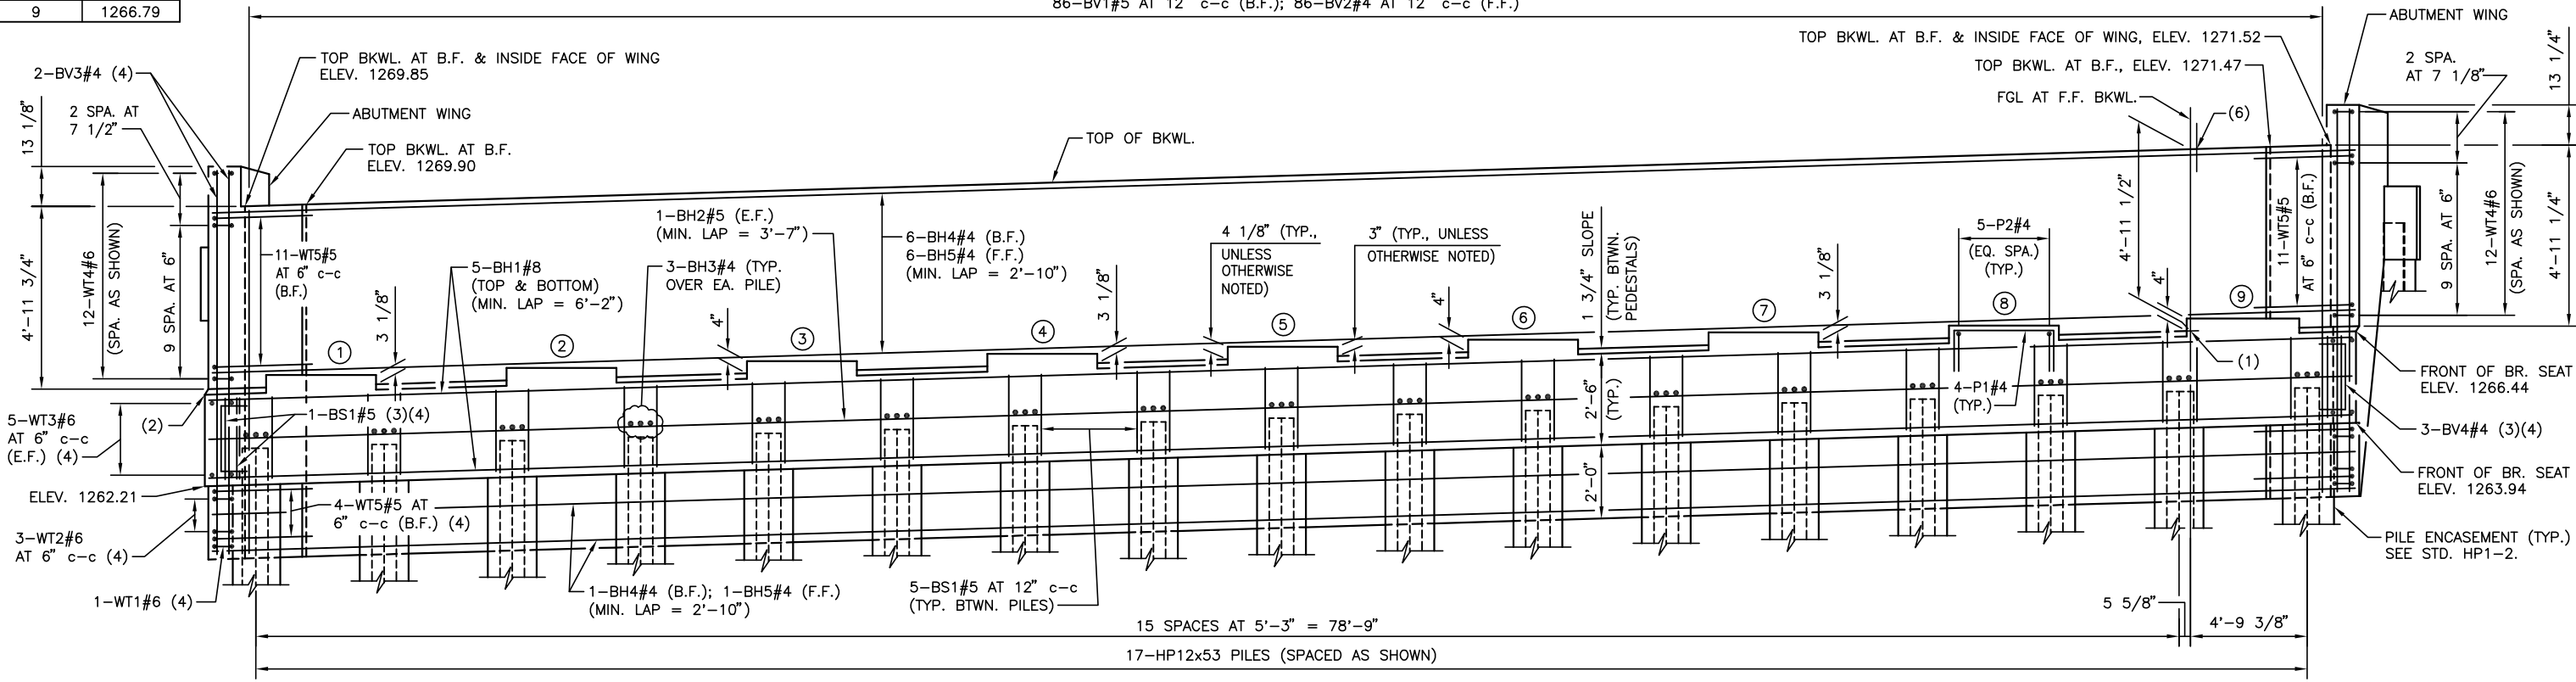 9 1266.79
86-BV1#5 AT 12" c-c (B.F.); 86-BV2#4 AT 12" c-c (F.F.)
ABUTMENT WING
TOP BKWL. AT B.F. & INSIDE FACE OF WING, ELEV. 1271.52
TOP BKWL. AT B.F., ELEV. 1271.47
FGL AT F.F. BKWL.
(6)
2 SPA.
AT 7 1/8"
13 1/4"
TOP BKWL. AT B.F. & INSIDE FACE OF WING
ELEV. 1269.85
2-BV3#4 (4)
2 SPA. AT
7 1/2"
13 1/8"
ABUTMENT WING
TOP BKWL. AT B.F.
ELEV. 1269.90
TOP OF BKWL.
4'-11 3/4"
12-WT4#6
(SPA. AS SHOWN)
9 SPA. AT 6"
11-WT5#5
AT 6" c-c
(B.F.)
5-BH1#8
(TOP & BOTTOM)
(MIN. LAP = 6'-2")
1-BH2#5 (E.F.)
(MIN. LAP = 3'-7")
3-BH3#4 (TYP.
OVER EA. PILE)
6-BH4#4 (B.F.)
6-BH5#4 (F.F.)
(MIN. LAP = 2'-10")
4 1/8" (TYP.,
UNLESS
OTHERWISE
NOTED)
3" (TYP., UNLESS
OTHERWISE NOTED)
1 3/4" SLOPE
(TYP. BTWN.
PEDESTALS)
5-P2#4
(EQ. SPA.)
(TYP.)
4'-11 1/2"
4"
11-WT5#5
AT 6" c-c (B.F.)
9 SPA. AT 6"
12-WT4#6
(SPA. AS SHOWN)
4'-11 1/4"
3 1/8"
4"
3 1/8"
4"
3 1/8"
1
2
3
4
5
6
7
8
9
(1)
(2)
1-BS1#5 (3)(4)
5-WT3#6
AT 6" c-c
(E.F.) (4)
2'-6"
(TYP.)
2'-0"
4-P1#4
(TYP.)
FRONT OF BR. SEAT
ELEV. 1266.44
3-BV4#4 (3)(4)
FRONT OF BR. SEAT
ELEV. 1263.94
ELEV. 1262.21
4-WT5#5 AT
6" c-c (B.F.) (4)
3-WT2#6
AT 6" c-c (4)
1-WT1#6 (4)
1-BH4#4 (B.F.); 1-BH5#4 (F.F.)
(MIN. LAP = 2'-10")
5-BS1#5 AT 12" c-c
(TYP. BTWN. PILES)
PILE ENCASEMENT (TYP.)
SEE STD. HP1-2.
5 5/8"
15 SPACES AT 5'-3" = 78'-9"
4'-9 3/8"
17-HP12x53 PILES (SPACED AS SHOWN)